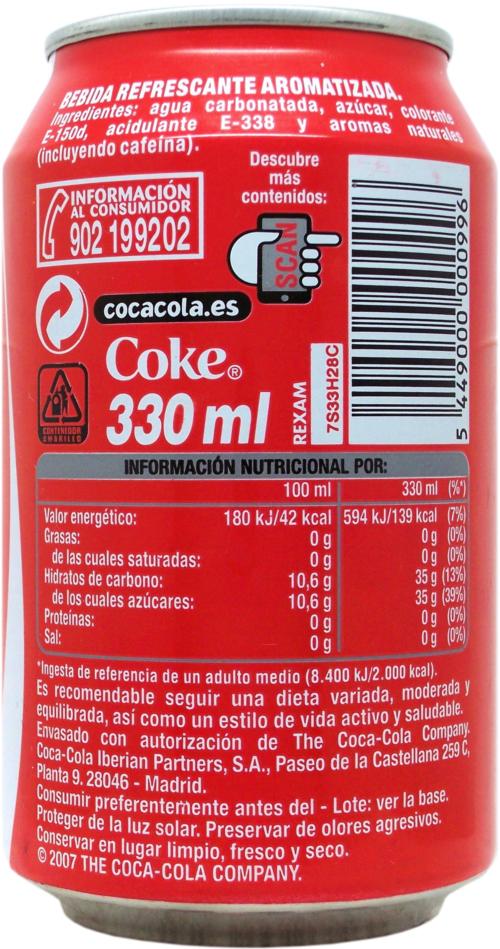 BEBIDA REFRESCANTE AROMATIZADA.
Ingredientes: agua carbonatada, azúcar, colorante
E-150d, acidulante E-338 y aromas naturales
(incluyendo cafeína).
Descubre
más
contenidos:
INFORMACIÓN
AL CONSUMIDOR
902 199202
SCAN
cocacola.es
Coke®
330 ml
CONTENEDOR
AMARILLO
REXAM
7S33H28C
5 449000 000996
INFORMACIÓN NUTRICIONAL POR:
100 ml 330 ml (%*)
Valor energético: 180 kJ/42 kcal 594 kJ/139 kcal (7%)
Grasas: 0 g 0 g (0%)
de las cuales saturadas: 0 g 0 g (0%)
Hidratos de carbono: 10,6 g 35 g (13%)
de los cuales azúcares: 10,6 g 35 g (39%)
Proteínas: 0 g 0 g (0%)
Sal: 0 g 0 g (0%)
*Ingesta de referencia de un adulto medio (8.400 kJ/2.000 kcal).
Es recomendable seguir una dieta variada, moderada y
equilibrada, así como un estilo de vida activo y saludable.
Envasado con autorización de The Coca-Cola Company.
Coca-Cola Iberian Partners, S.A., Paseo de la Castellana 259 C,
Planta 9. 28046 - Madrid.
Consumir preferentemente antes del - Lote: ver la base.
Proteger de la luz solar. Preservar de olores agresivos.
Conservar en lugar limpio, fresco y seco.
© 2007 THE COCA-COLA COMPANY.